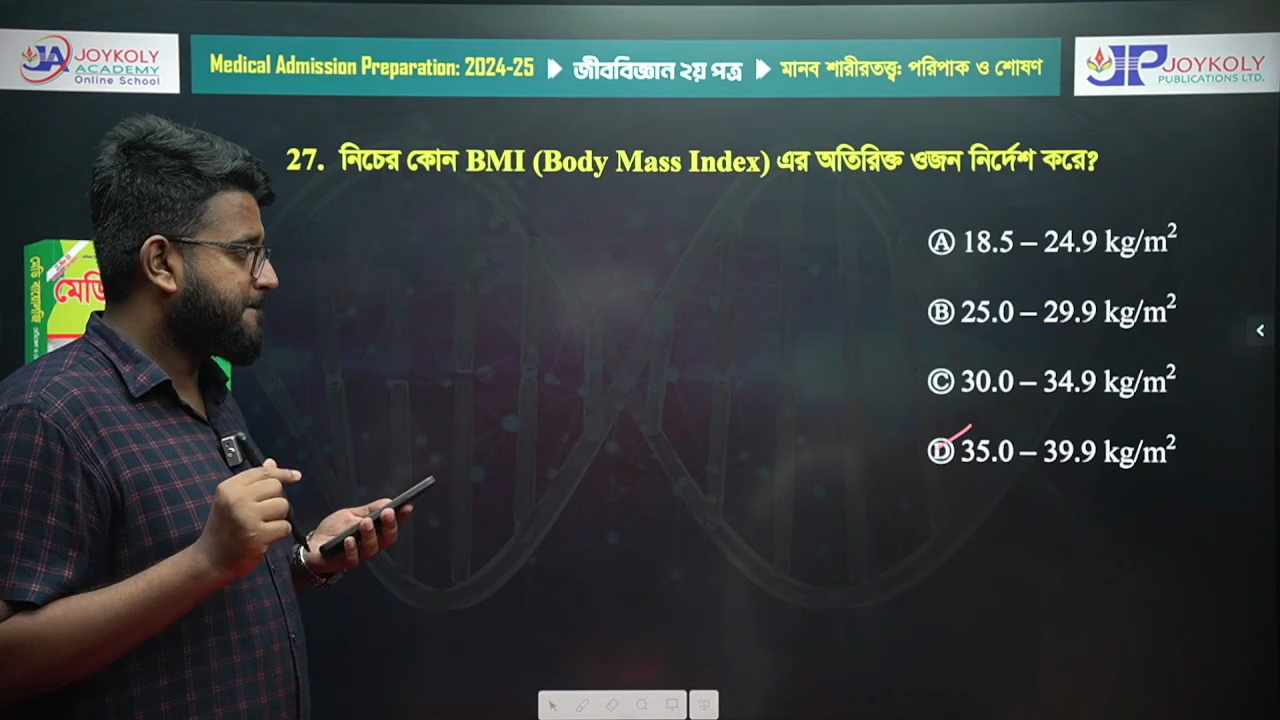 JA JOYKOLY
ACADEMY
Online School
Medical Admission Preparation: 2024-25 ▶ জীববিজ্ঞান ২য় পত্র ▶ মানব শারীরতত্ত্ব: পরিপাক ও শোষণ
JP JOYKOLY
PUBLICATIONS LTD.
27. নিচের কোন BMI (Body Mass Index) এর অতিরিক্ত ওজন নির্দেশ করে?
Ⓐ 18.5 – 24.9 kg/m²
Ⓑ 25.0 – 29.9 kg/m²
Ⓒ 30.0 – 34.9 kg/m²
Ⓓ 35.0 – 39.9 kg/m²
মেডি